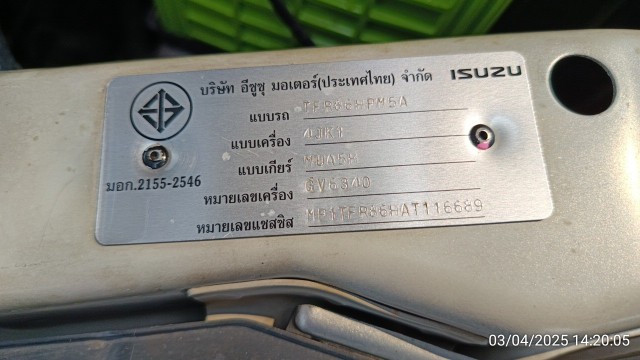 บริษัท อีซูซุ มอเตอร์(ประเทศไทย) จำกัด ISUZU
แบบรถ TFR86HPM5A
แบบเครื่อง 4JK1
แบบเกียร์ MUA5H
หมายเลขเครื่อง GV6340
หมายเลขแชสซิส MP1TFR86HAT116689
มอก.2155-2546
03/04/2025 14:20:05